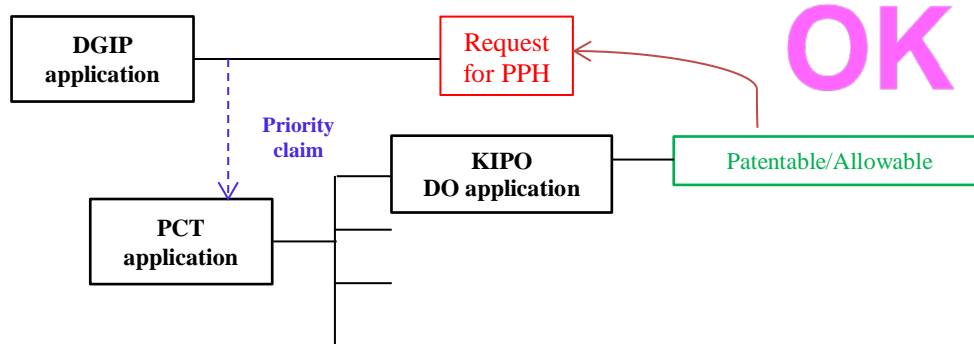 DGIP
application
Request
for PPH
OK
Priority
claim
KIPO
DO application
Patentable/Allowable
PCT
application